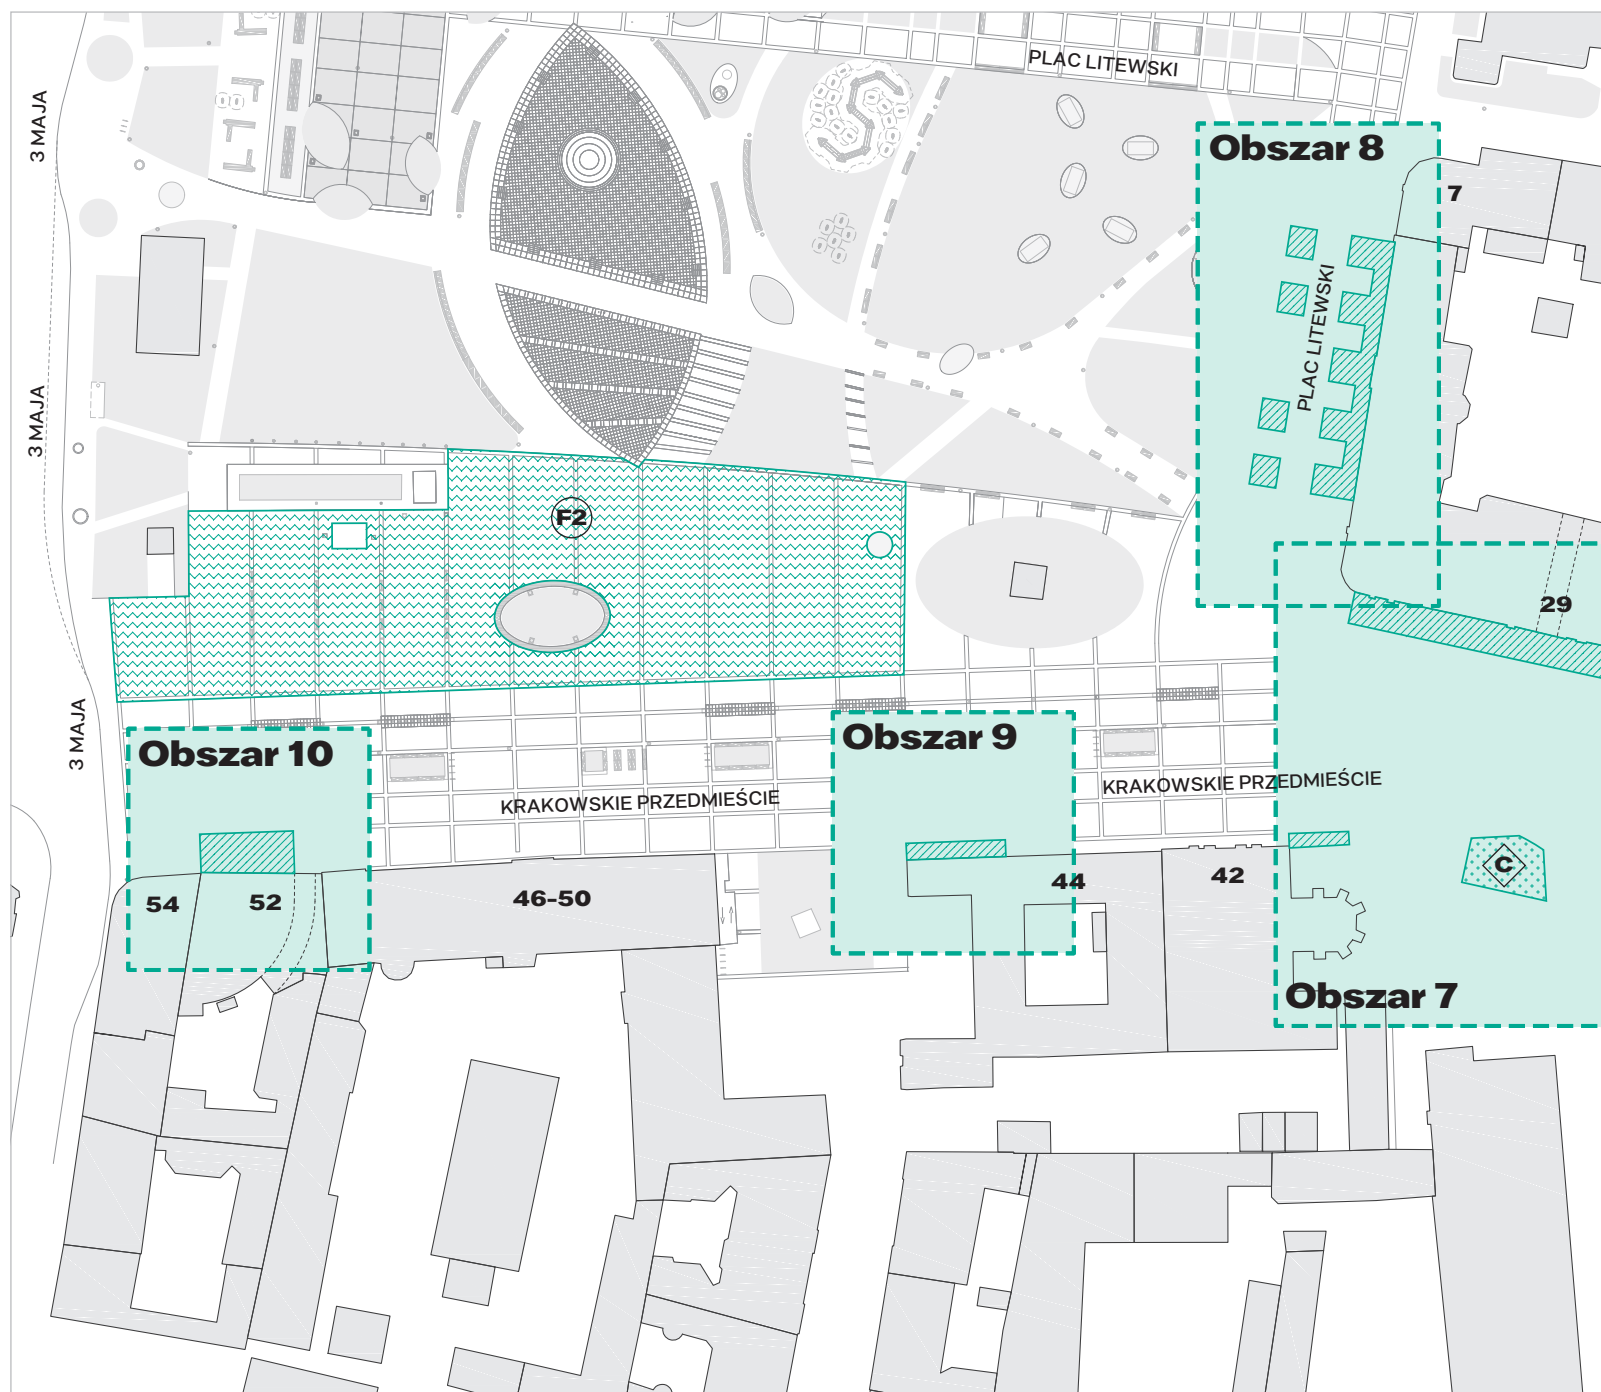 PLAC LITEWSKI
3 MAJA
Obszar 8
7
PLAC LITEWSKI
3 MAJA
F2
29
3 MAJA
Obszar 10
Obszar 9
KRAKOWSKIE PRZEDMIEŚCIE
KRAKOWSKIE PRZEDMIEŚCIE
54
52
46-50
44
42
C
Obszar 7